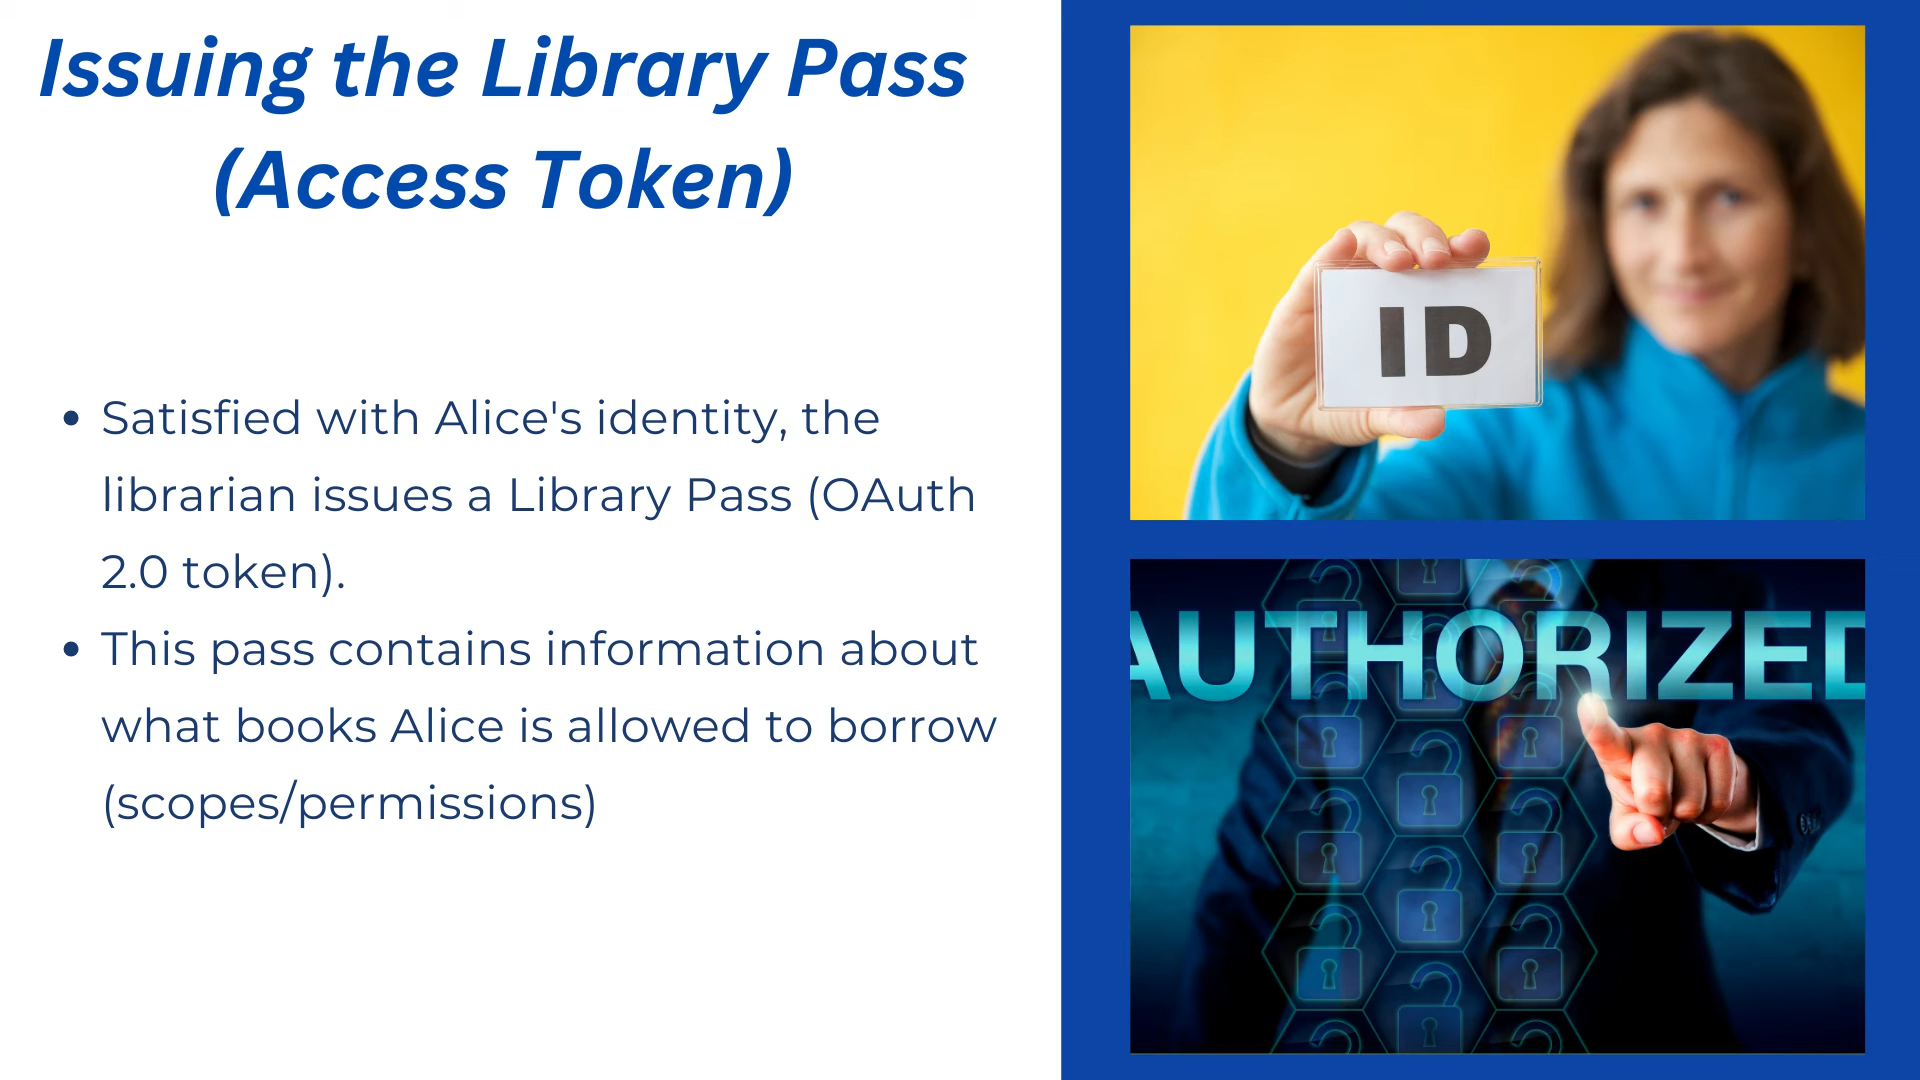 Issuing the Library Pass
(Access Token)
• Satisfied with Alice's identity, the
librarian issues a Library Pass (OAuth
2.0 token).
• This pass contains information about
what books Alice is allowed to borrow
(scopes/permissions)
ID
AUTHORIZED